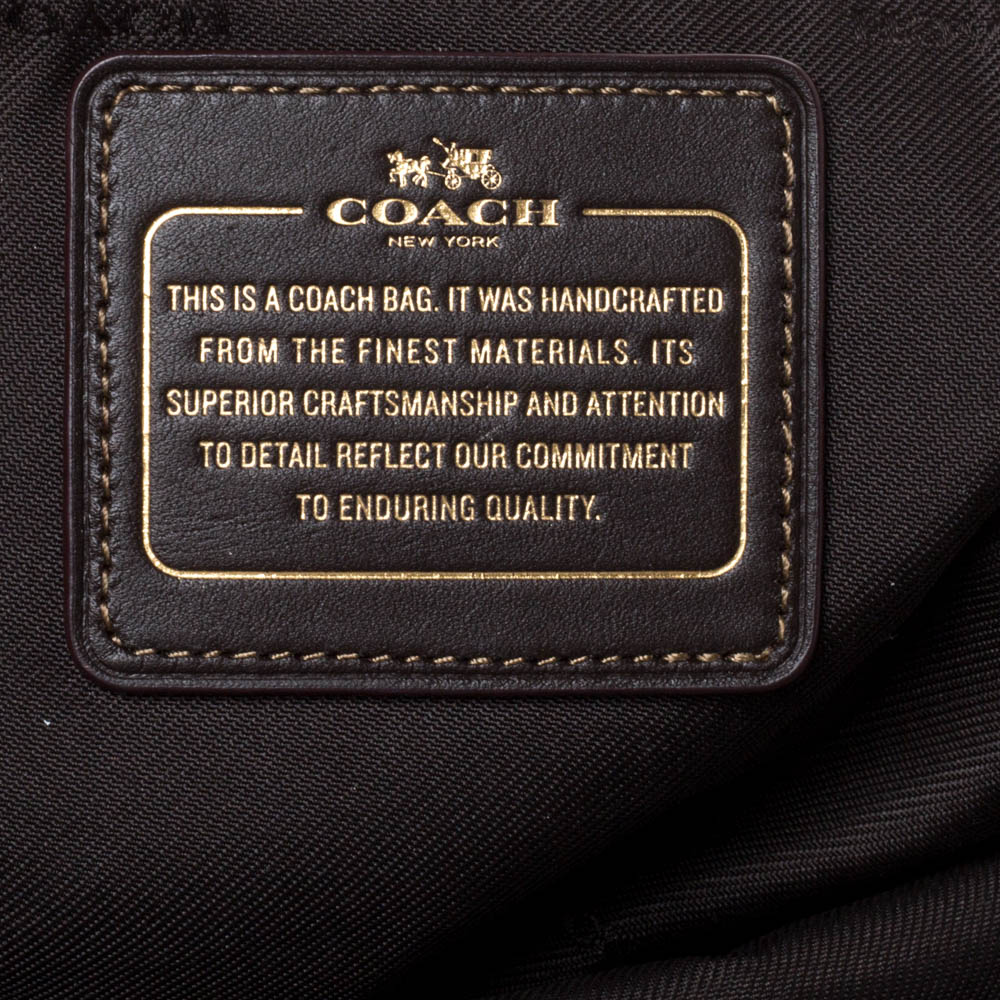 COACH
NEW YORK
THIS IS A COACH BAG. IT WAS HANDCRAFTED
FROM THE FINEST MATERIALS. ITS
SUPERIOR CRAFTSMANSHIP AND ATTENTION
TO DETAIL REFLECT OUR COMMITMENT
TO ENDURING QUALITY.